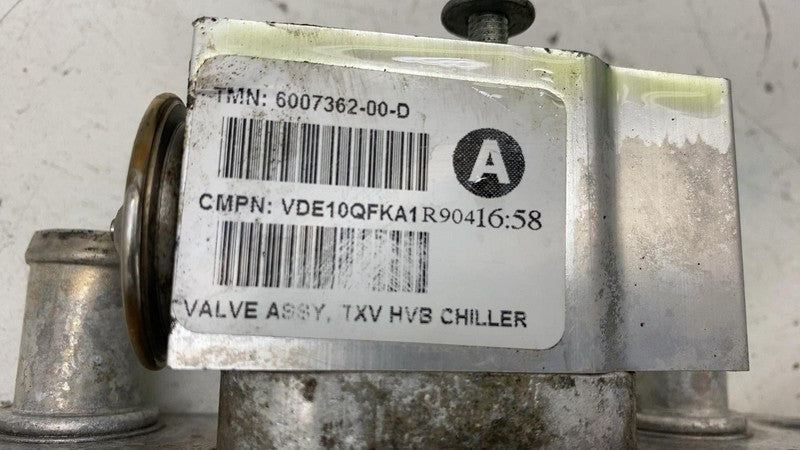 TMN: 6007362-00-D
A
CMPN: VDE10QFKA1R90416:58
VALVE ASSY, TXV HVB CHILLER